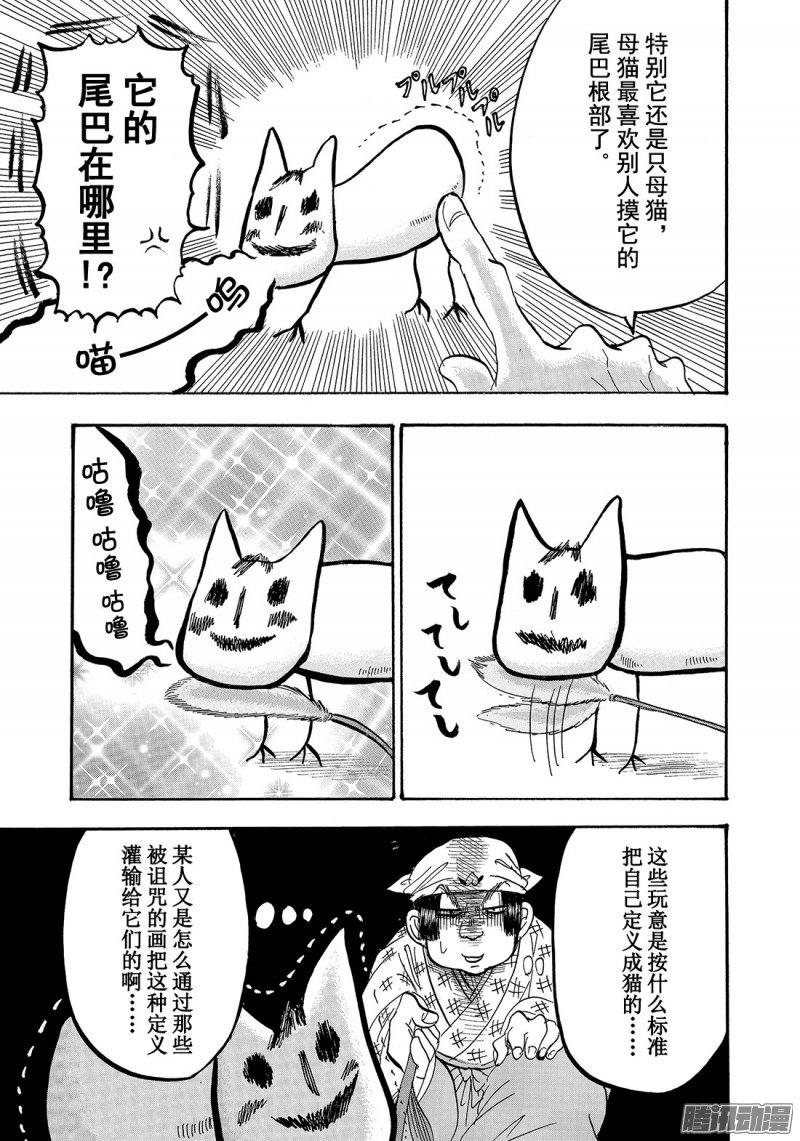 特别它还是只母猫，
母猫最喜欢别人摸它的
尾巴根部了。
プルプルプル
它的
尾巴在哪里
！？
喵——呜
てしてしてし
咕噜咕噜咕噜
这些玩意是按什么标准
把自己定义成猫的……
某人又是怎么通过那些
被诅咒的画把这种定义
灌输给它们的啊……
腾讯动漫